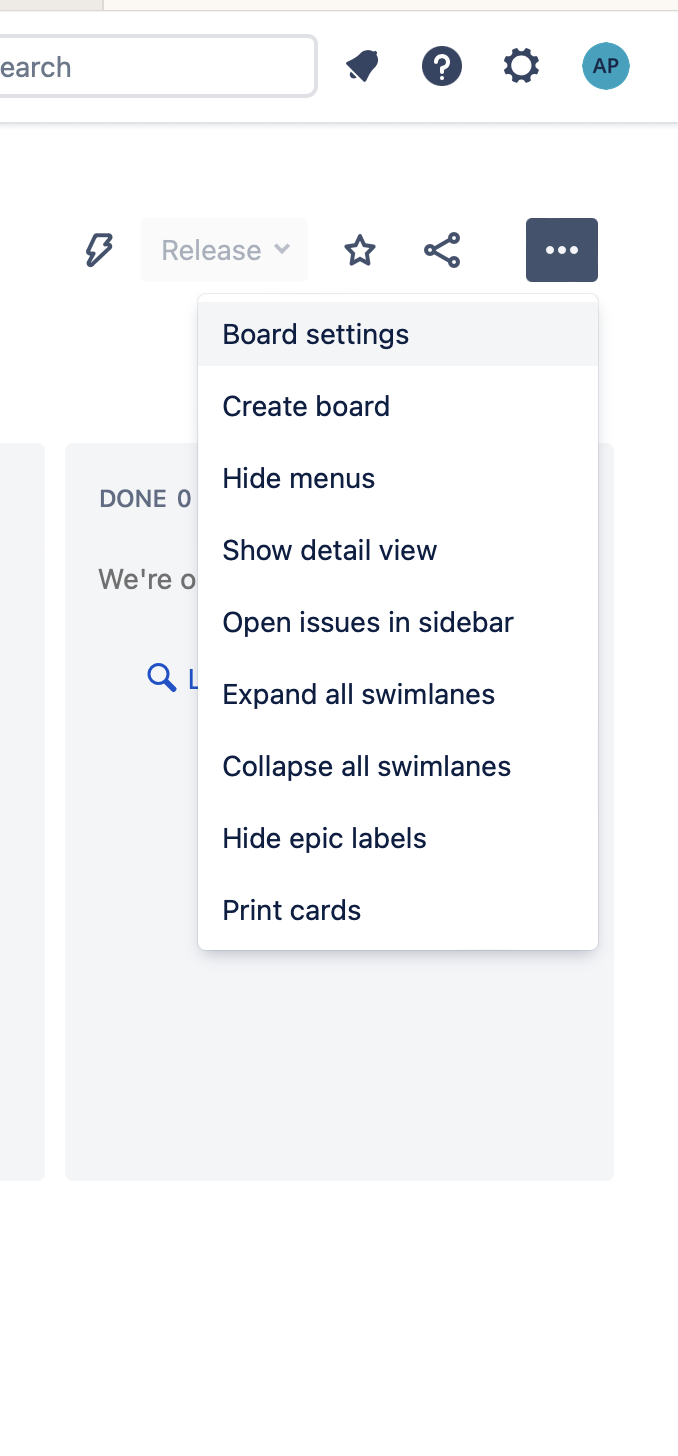 earch
AP
Release
Board settings
Create board
DONE 0
Hide menus
Show detail view
We're o
Open issues in sidebar
L
Expand all swimlanes
Collapse all swimlanes
Hide epic labels
Print cards